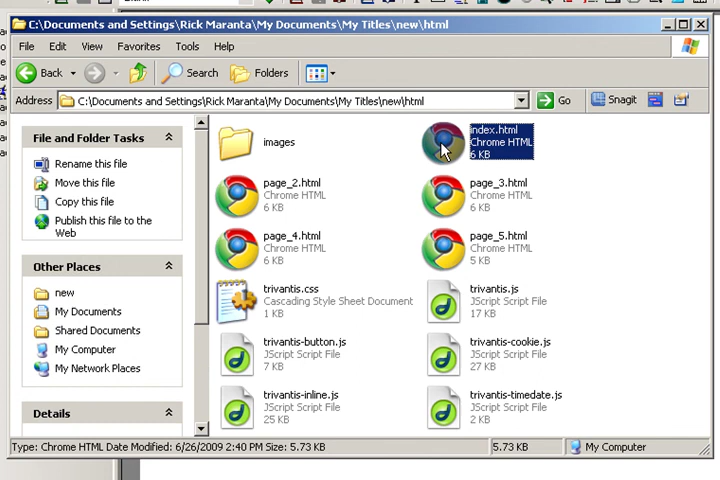 C:\Documents and Settings\Rick Maranta\My Documents\My Titles\new\html
File Edit View Favorites Tools Help
Back Search Folders
Address C:\Documents and Settings\Rick Maranta\My Documents\My Titles\new\html Go Snagit
File and Folder Tasks
Rename this file
Move this file
Copy this file
Publish this file to the
Web
Other Places
new
My Documents
Shared Documents
My Computer
My Network Places
Details
images
index.html
Chrome HTML
6 KB
page_2.html
Chrome HTML
6 KB
page_3.html
Chrome HTML
6 KB
page_4.html
Chrome HTML
6 KB
page_5.html
Chrome HTML
5 KB
trivantis.css
Cascading Style Sheet Document
1 KB
trivantis.js
JScript Script File
17 KB
trivantis-button.js
JScript Script File
7 KB
trivantis-cookie.js
JScript Script File
27 KB
trivantis-inline.js
JScript Script File
25 KB
trivantis-timedate.js
JScript Script File
2 KB
Type: Chrome HTML Date Modified: 6/26/2009 2:40 PM Size: 5.73 KB 5.73 KB My Computer